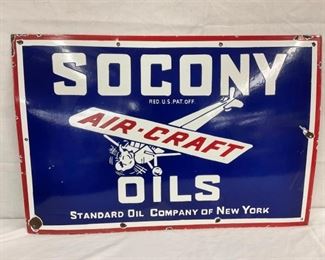 SOCONY
REG. U.S. PAT. OFF.
AIR-CRAFT
OILS
STANDARD OIL COMPANY OF NEW YORK